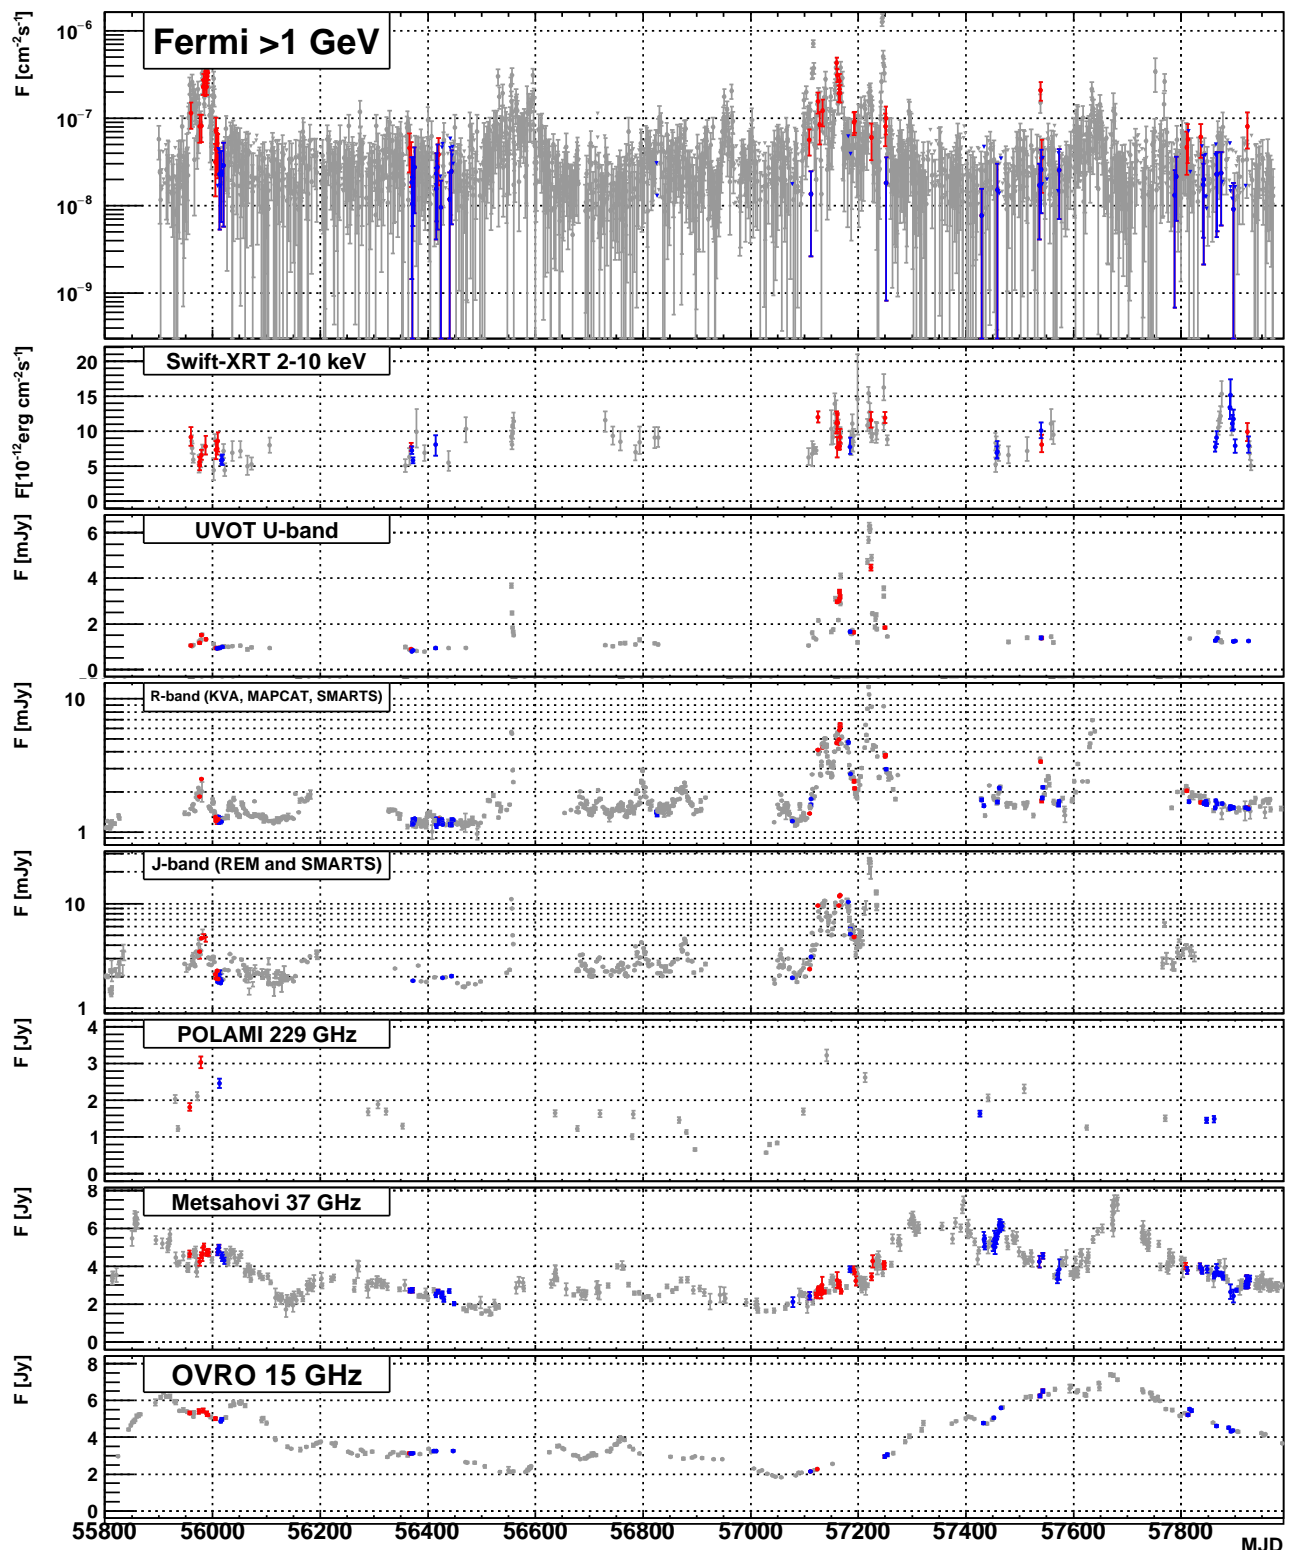 F [cm⁻²s⁻¹]
Fermi >1 GeV
10⁻⁶
10⁻⁷
10⁻⁸
10⁻⁹
F[10⁻¹²erg cm⁻²s⁻¹]
Swift-XRT 2-10 keV
20
15
10
5
0
F [mJy]
UVOT U-band
6
4
2
0
F [mJy]
R-band (KVA, MAPCAT, SMARTS)
10
1
F [mJy]
J-band (REM and SMARTS)
10
1
F [Jy]
POLAMI 229 GHz
4
3
2
1
0
F [Jy]
Metsahovi 37 GHz
8
6
4
2
0
F [Jy]
OVRO 15 GHz
8
6
4
2
0
55800 56000 56200 56400 56600 56800 57000 57200 57400 57600 57800
MJD